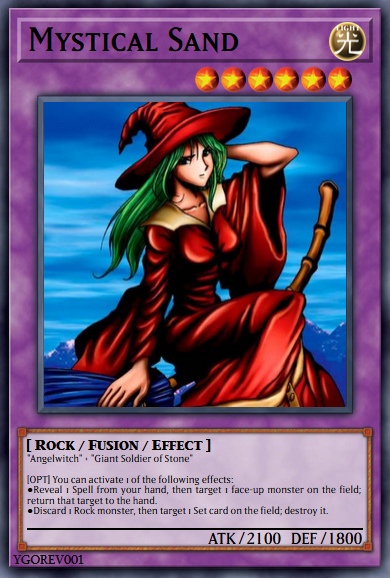 Mystical Sand
LIGHT
光
[ Rock / Fusion / Effect ]
"Angelwitch" + "Giant Soldier of Stone"
[OPT] You can activate 1 of the following effects:
●Reveal 1 Spell from your hand, then target 1 face-up monster on the field;
return that target to the hand.
●Discard 1 Rock monster, then target 1 Set card on the field; destroy it.
ATK/2100 DEF/1800
YGOREV001